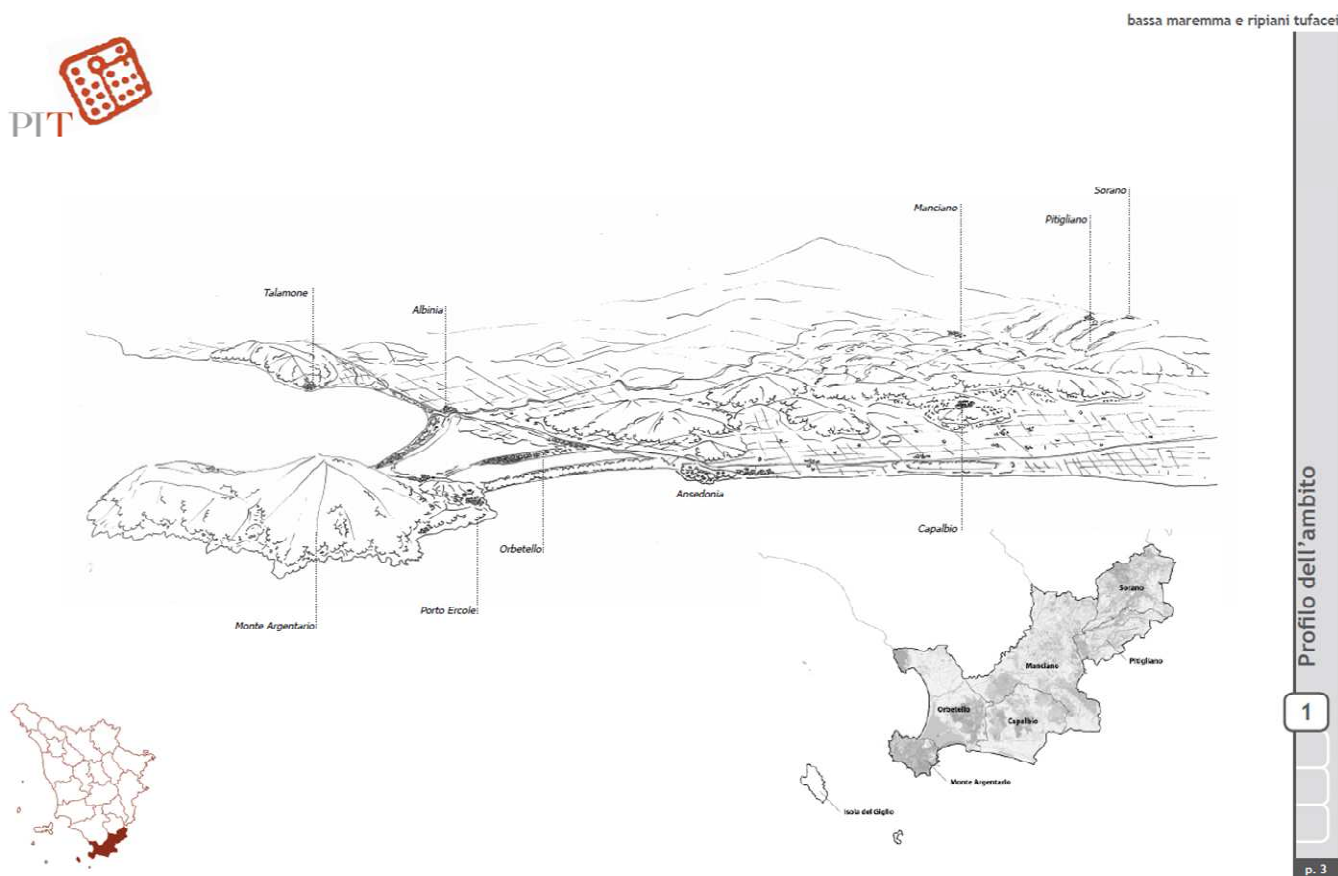 bassa maremma e ripiani tufacei
PIT
Sorano
Manciano
Pitigliano
Talamone
Albinia
Ansedonia
Capalbio
Orbetello
Porto Ercole
Monte Argentario
Sorano
Pitigliano
Manciano
Orbetello
Capalbio
Monte Argentario
Isola del Giglio
Profilo dell'ambito
1
p. 3